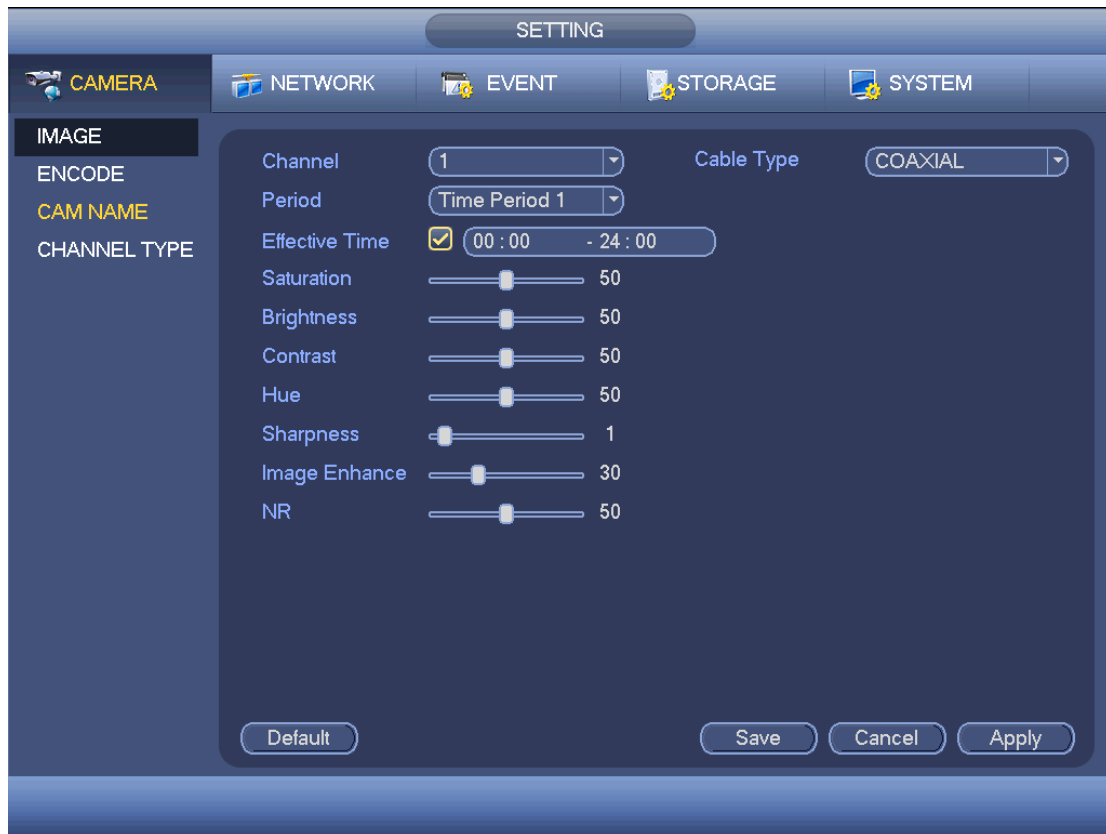 SETTING
CAMERA NETWORK EVENT STORAGE SYSTEM
IMAGE
ENCODE
CAM NAME
CHANNEL TYPE
Channel 1 Cable Type COAXIAL
Period Time Period 1
Effective Time 00 : 00 - 24 : 00
Saturation 50
Brightness 50
Contrast 50
Hue 50
Sharpness 1
Image Enhance 30
NR 50
Default Save Cancel Apply